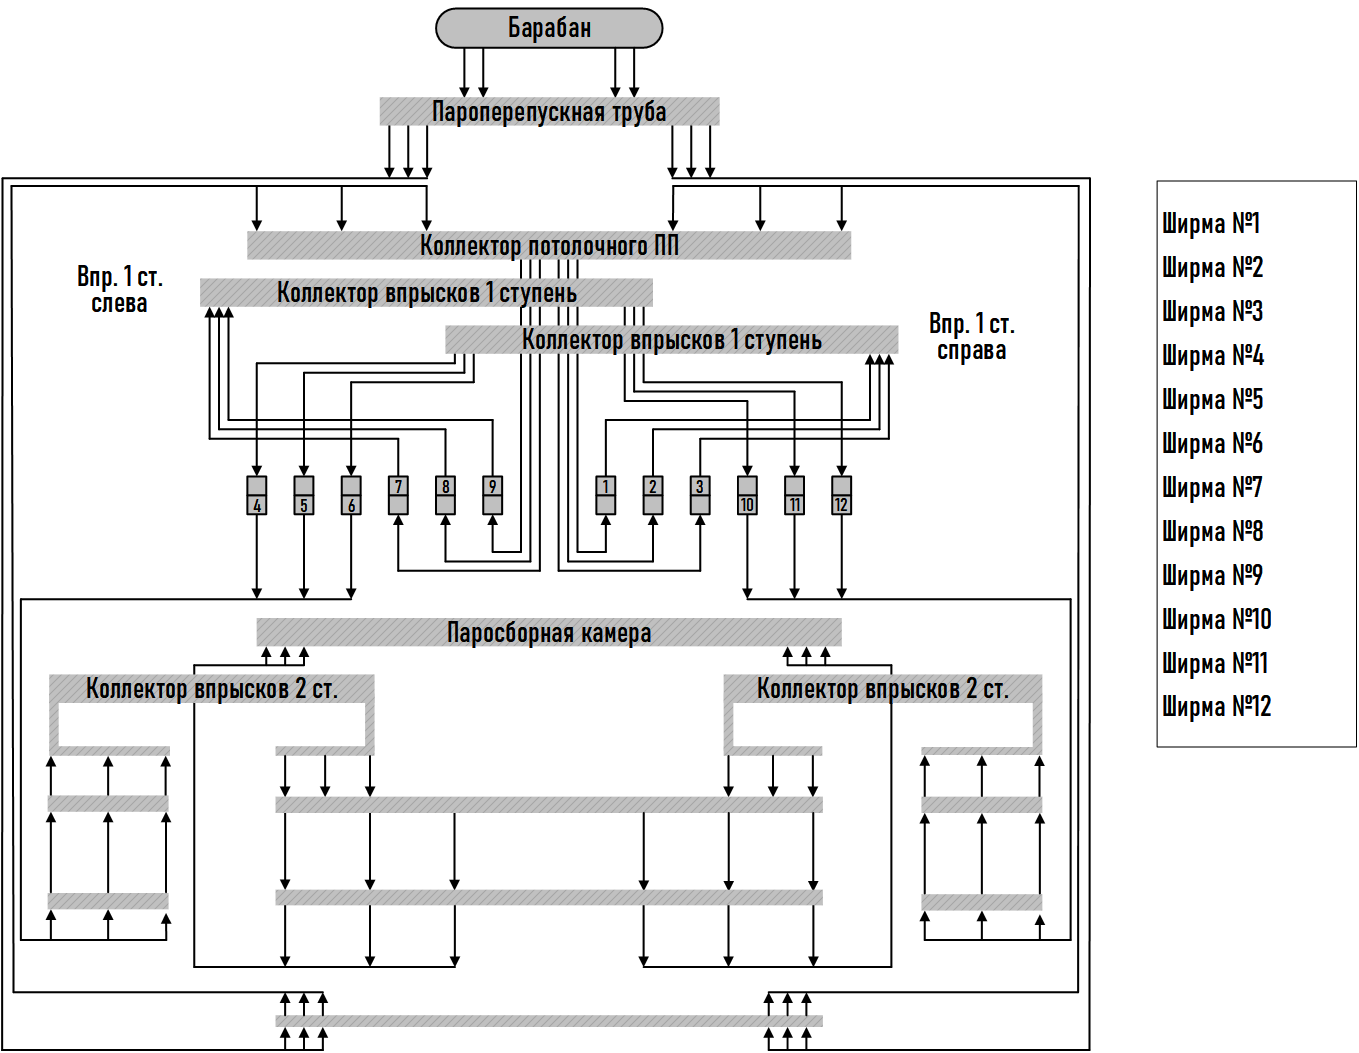 Барабан
Пароперепускная труба
Коллектор потолочного ПП
Впр. 1 ст.
слева
Коллектор впрысков 1 ступень
Впр. 1 ст.
справа
Коллектор впрысков 1 ступень
4
5
6
7
8
9
1
2
3
10
11
12
Паросборная камера
Коллектор впрысков 2 ст.
Коллектор впрысков 2 ст.
Ширма №1
Ширма №2
Ширма №3
Ширма №4
Ширма №5
Ширма №6
Ширма №7
Ширма №8
Ширма №9
Ширма №10
Ширма №11
Ширма №12